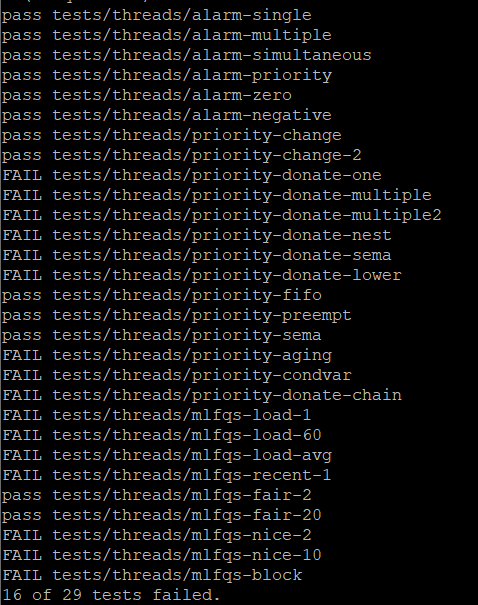 pass tests/threads/alarm-single
pass tests/threads/alarm-multiple
pass tests/threads/alarm-simultaneous
pass tests/threads/alarm-priority
pass tests/threads/alarm-zero
pass tests/threads/alarm-negative
pass tests/threads/priority-change
pass tests/threads/priority-change-2
FAIL tests/threads/priority-donate-one
FAIL tests/threads/priority-donate-multiple
FAIL tests/threads/priority-donate-multiple2
FAIL tests/threads/priority-donate-nest
FAIL tests/threads/priority-donate-sema
FAIL tests/threads/priority-donate-lower
pass tests/threads/priority-fifo
pass tests/threads/priority-preempt
pass tests/threads/priority-sema
FAIL tests/threads/priority-aging
FAIL tests/threads/priority-condvar
FAIL tests/threads/priority-donate-chain
FAIL tests/threads/mlfqs-load-1
FAIL tests/threads/mlfqs-load-60
FAIL tests/threads/mlfqs-load-avg
FAIL tests/threads/mlfqs-recent-1
pass tests/threads/mlfqs-fair-2
pass tests/threads/mlfqs-fair-20
FAIL tests/threads/mlfqs-nice-2
FAIL tests/threads/mlfqs-nice-10
FAIL tests/threads/mlfqs-block
16 of 29 tests failed.